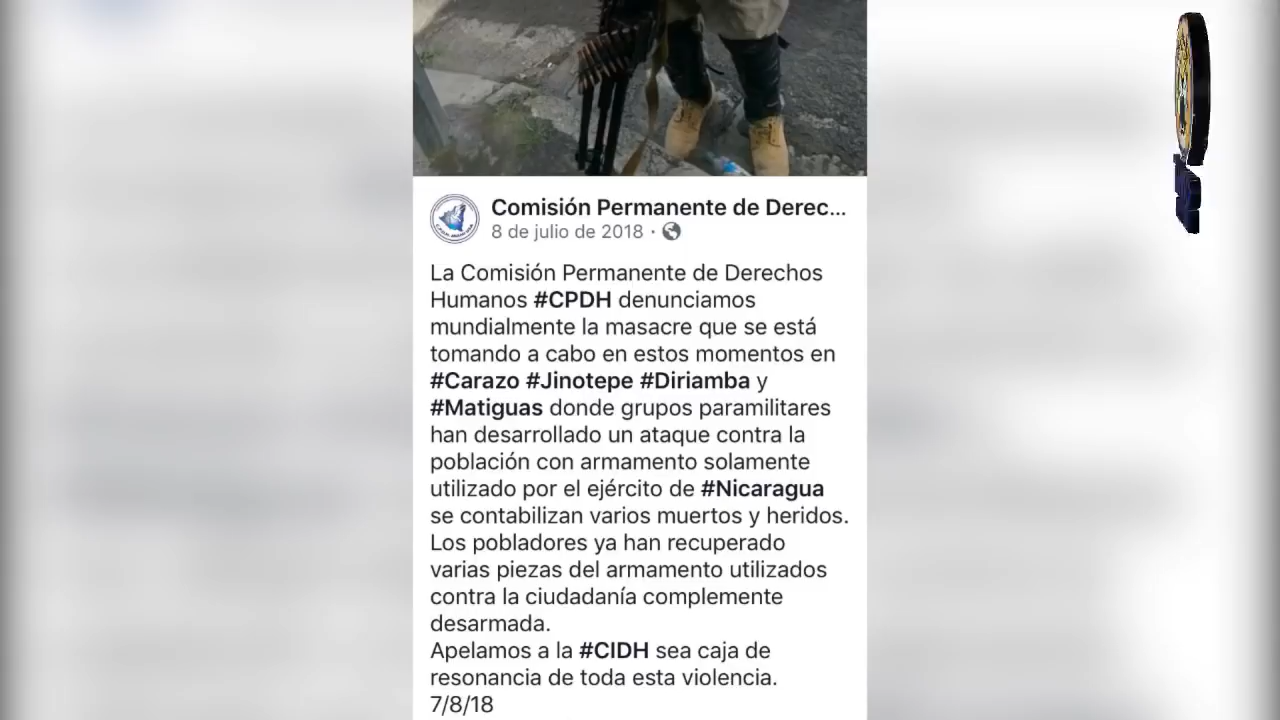 Comisión Permanente de Derec...
8 de julio de 2018 ·
La Comisión Permanente de Derechos
Humanos #CPDH denunciamos
mundialmente la masacre que se está
tomando a cabo en estos momentos en
#Carazo #Jinotepe #Diriamba y
#Matiguas donde grupos paramilitares
han desarrollado un ataque contra la
población con armamento solamente
utilizado por el ejército de #Nicaragua
se contabilizan varios muertos y heridos.
Los pobladores ya han recuperado
varias piezas del armamento utilizados
contra la ciudadanía complemente
desarmada.
Apelamos a la #CIDH sea caja de
resonancia de toda esta violencia.
7/8/18